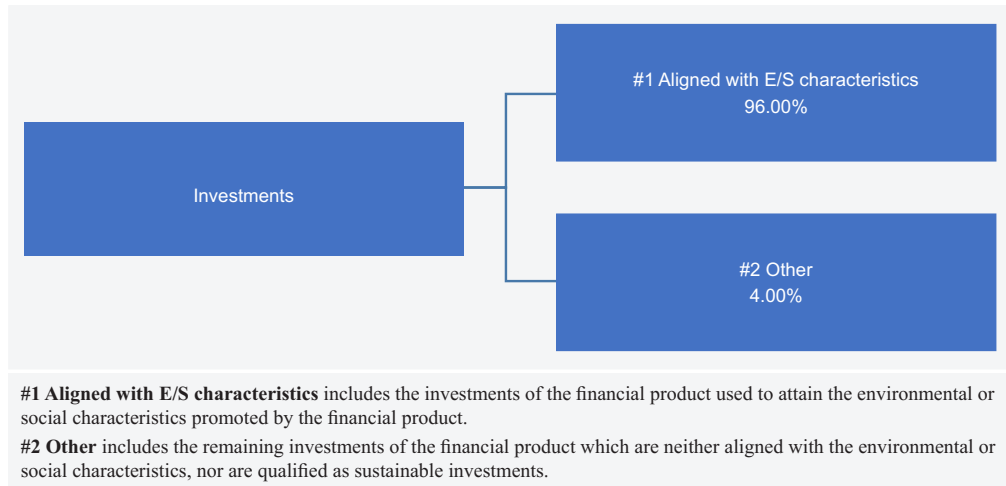 #1 Aligned with E/S characteristics
96.00%
Investments
#2 Other
4.00%
#1 Aligned with E/S characteristics includes the investments of the financial product used to attain the environmental or
social characteristics promoted by the financial product.
#2 Other includes the remaining investments of the financial product which are neither aligned with the environmental or
social characteristics, nor are qualified as sustainable investments.